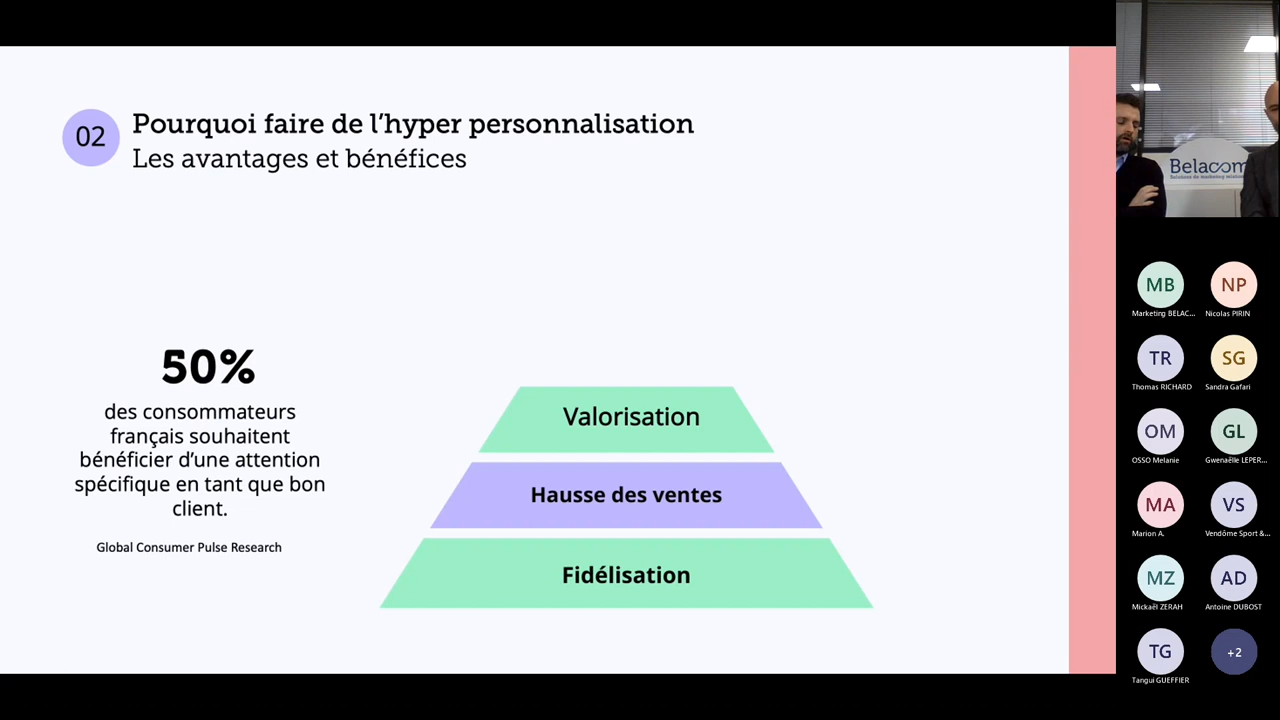 02
Pourquoi faire de l’hyper personnalisation
Les avantages et bénéfices
50%
des consommateurs
français souhaitent
bénéficier d’une attention
spécifique en tant que bon
client.
Global Consumer Pulse Research
Valorisation
Hausse des ventes
Fidélisation
Belacom
Solutions de marketing
MB
NP
Marketing BELAC...
Nicolas PIRIN
TR
SG
Thomas RICHARD
Sandra Gafari
OM
GL
OSSO Melanie
Gwenaëlle LEPER...
MA
VS
Marion A.
Vendôme Sport &...
MZ
AD
Mickaël ZERAH
Antoine DUBOST
TG
+2
Tangui GUEFFIER